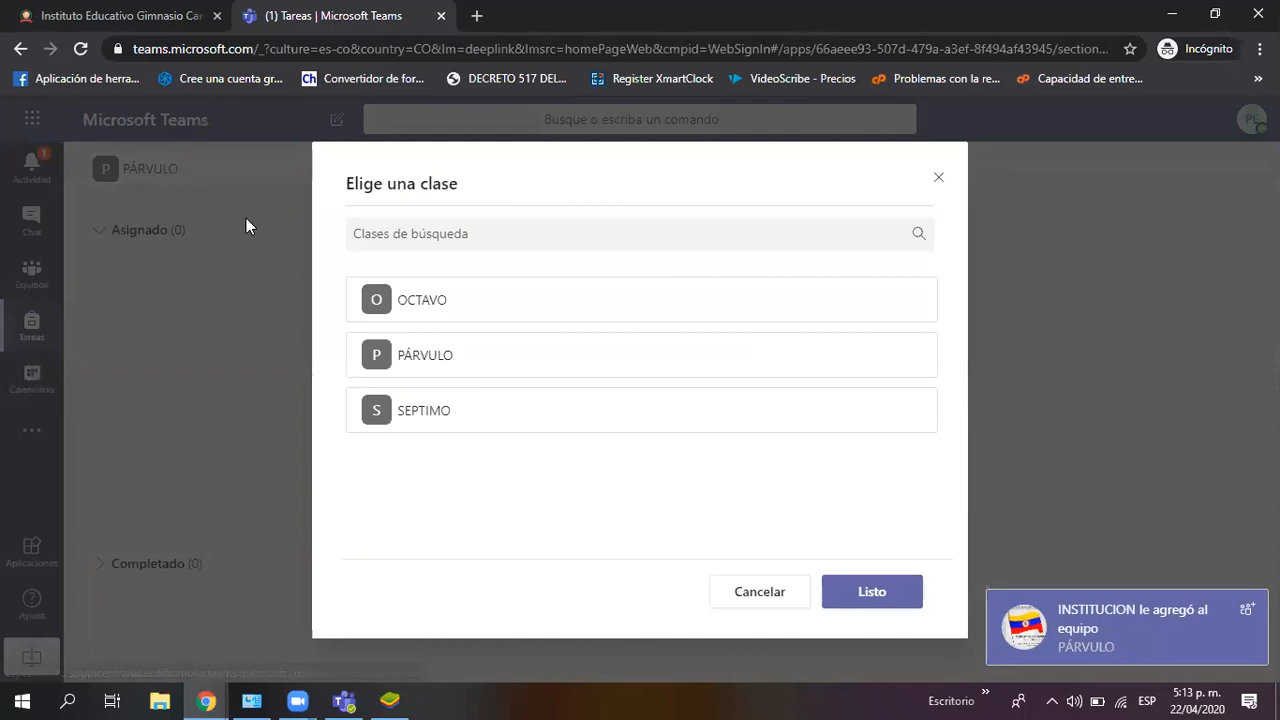 Instituto Educativo Gimnasio Car
(1) Tareas | Microsoft Teams
teams.microsoft.com/_?culture=es-co&country=CO&lm=deeplink&lmsrc=homePageWeb&cmpid=WebSignIn#/apps/66aeee93-507d-479a-a3ef-8f494af43945/section...
Incógnito
Aplicación de herra...
Cree una cuenta gr...
Ch
Convertidor de for...
DECRETO 517 DEL...
Register XmartClock
VideoScribe - Precios
Problemas con la re...
Capacidad de entre...
»
Microsoft Teams
Busque o escriba un comando
1
Actividad
Chat
Equipos
Tareas
Calendario
Aplicaciones
Ayuda
P PÁRVULO
Asignado (0)
Completado (0)
Elige una clase
Clases de búsqueda
O OCTAVO
P PÁRVULO
S SEPTIMO
Cancelar
Listo
INSTITUCION le agregó al
equipo
PÁRVULO
Escritorio
»
ESP
5:13 p. m.
22/04/2020